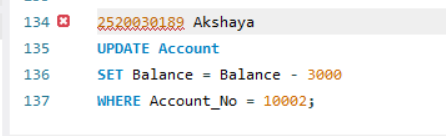 134 2520030189 Akshaya
135 UPDATE Account
136 SET Balance = Balance - 3000
137 WHERE Account_No = 10002;